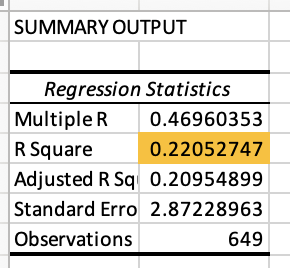 SUMMARY OUTPUT
Regression Statistics
Multiple R 0.46960353
R Square 0.22052747
Adjusted R Sq 0.20954899
Standard Erro 2.87228963
Observations 649